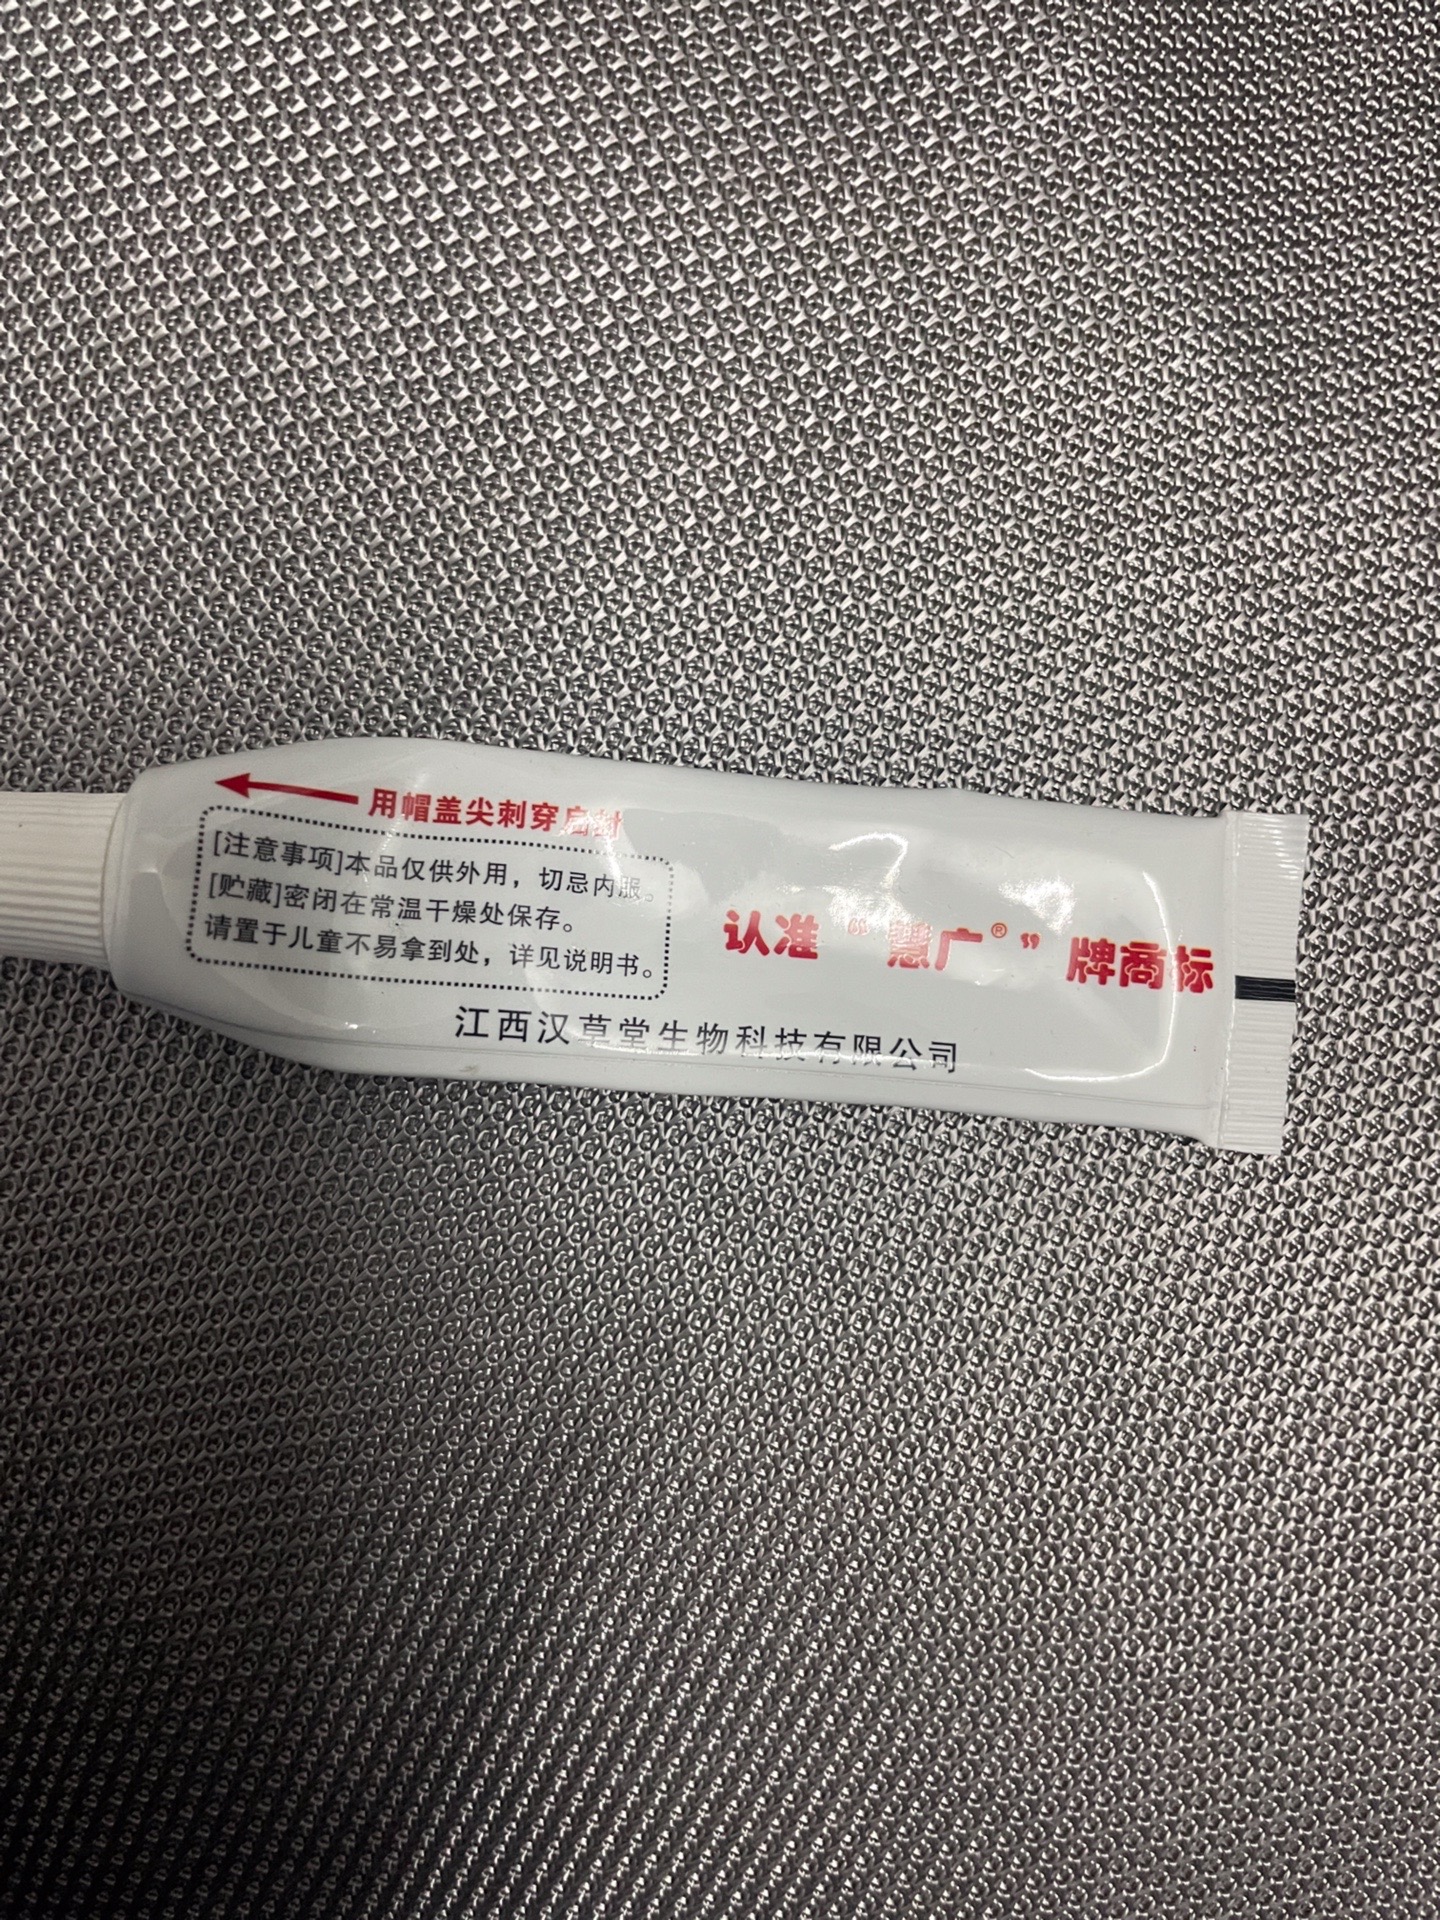 用帽盖尖刺穿启封
[注意事项]本品仅供外用，切忌内服。
[贮藏]密闭在常温干燥处保存。
请置于儿童不易拿到处，详见说明书。
认准“慧广®”牌商标
江西汉草堂生物科技有限公司